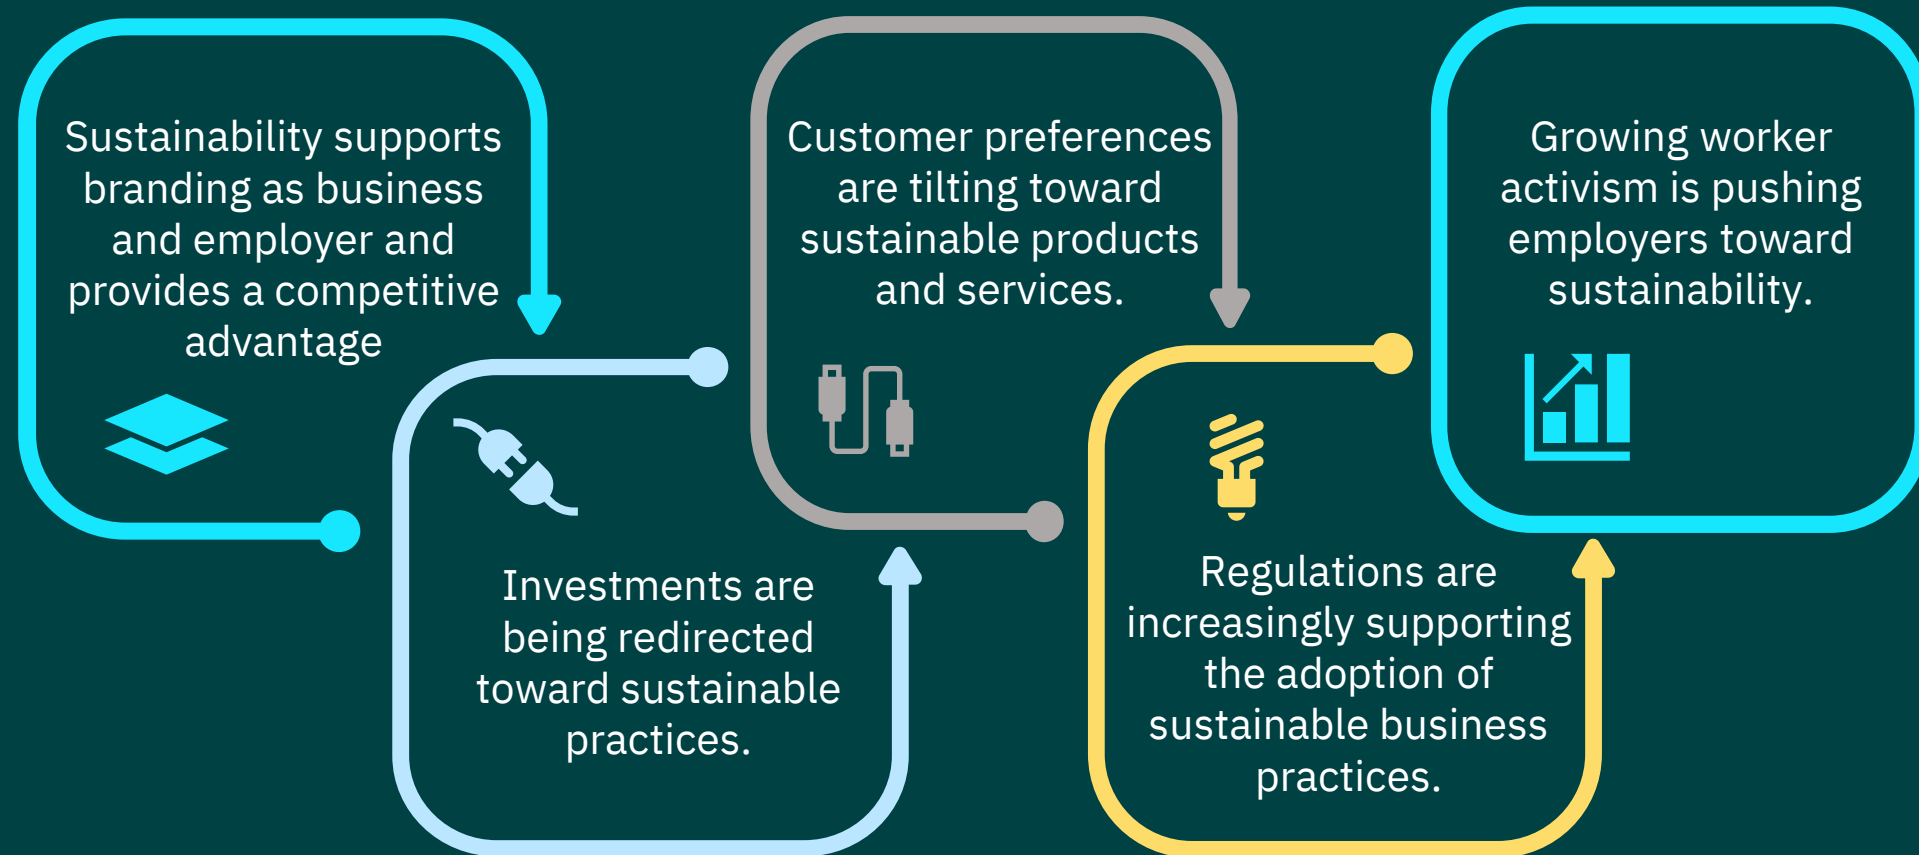 Sustainability supports
branding as business
and employer and
provides a competitive
advantage
Investments are
being redirected
toward sustainable
practices.
Customer preferences
are tilting toward
sustainable products
and services.
Regulations are
increasingly supporting
the adoption of
sustainable business
practices.
Growing worker
activism is pushing
employers toward
sustainability.